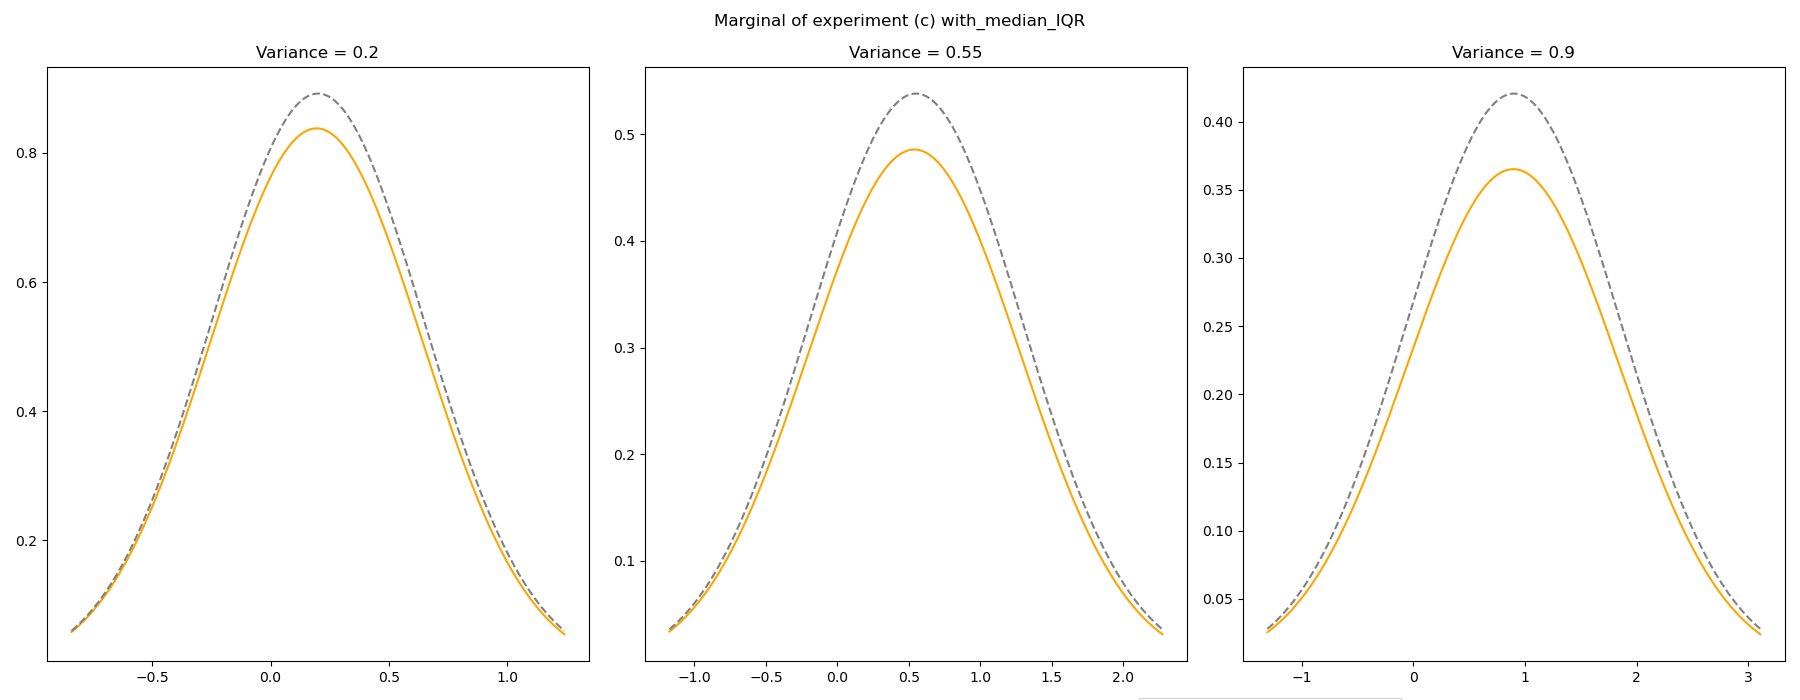 Marginal of experiment (c) with_median_IQR
Variance = 0.2
0.8
0.6
0.4
0.2
−0.5 0.0 0.5 1.0
Variance = 0.55
0.5
0.4
0.3
0.2
0.1
−1.0 −0.5 0.0 0.5 1.0 1.5 2.0
Variance = 0.9
0.40
0.35
0.30
0.25
0.20
0.15
0.10
0.05
−1 0 1 2 3